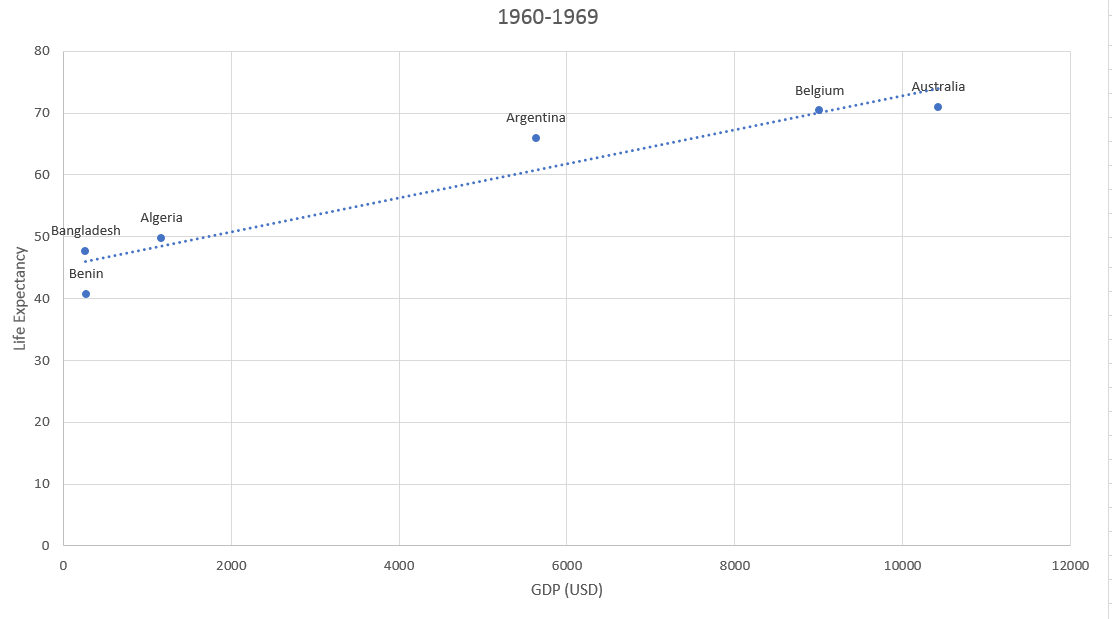 1960-1969
80
70
60
50
40
30
20
10
0
Life Expectancy
Australia
Belgium
Argentina
Algeria
Bangladesh
Benin
0 2000 4000 6000 8000 10000 12000
GDP (USD)